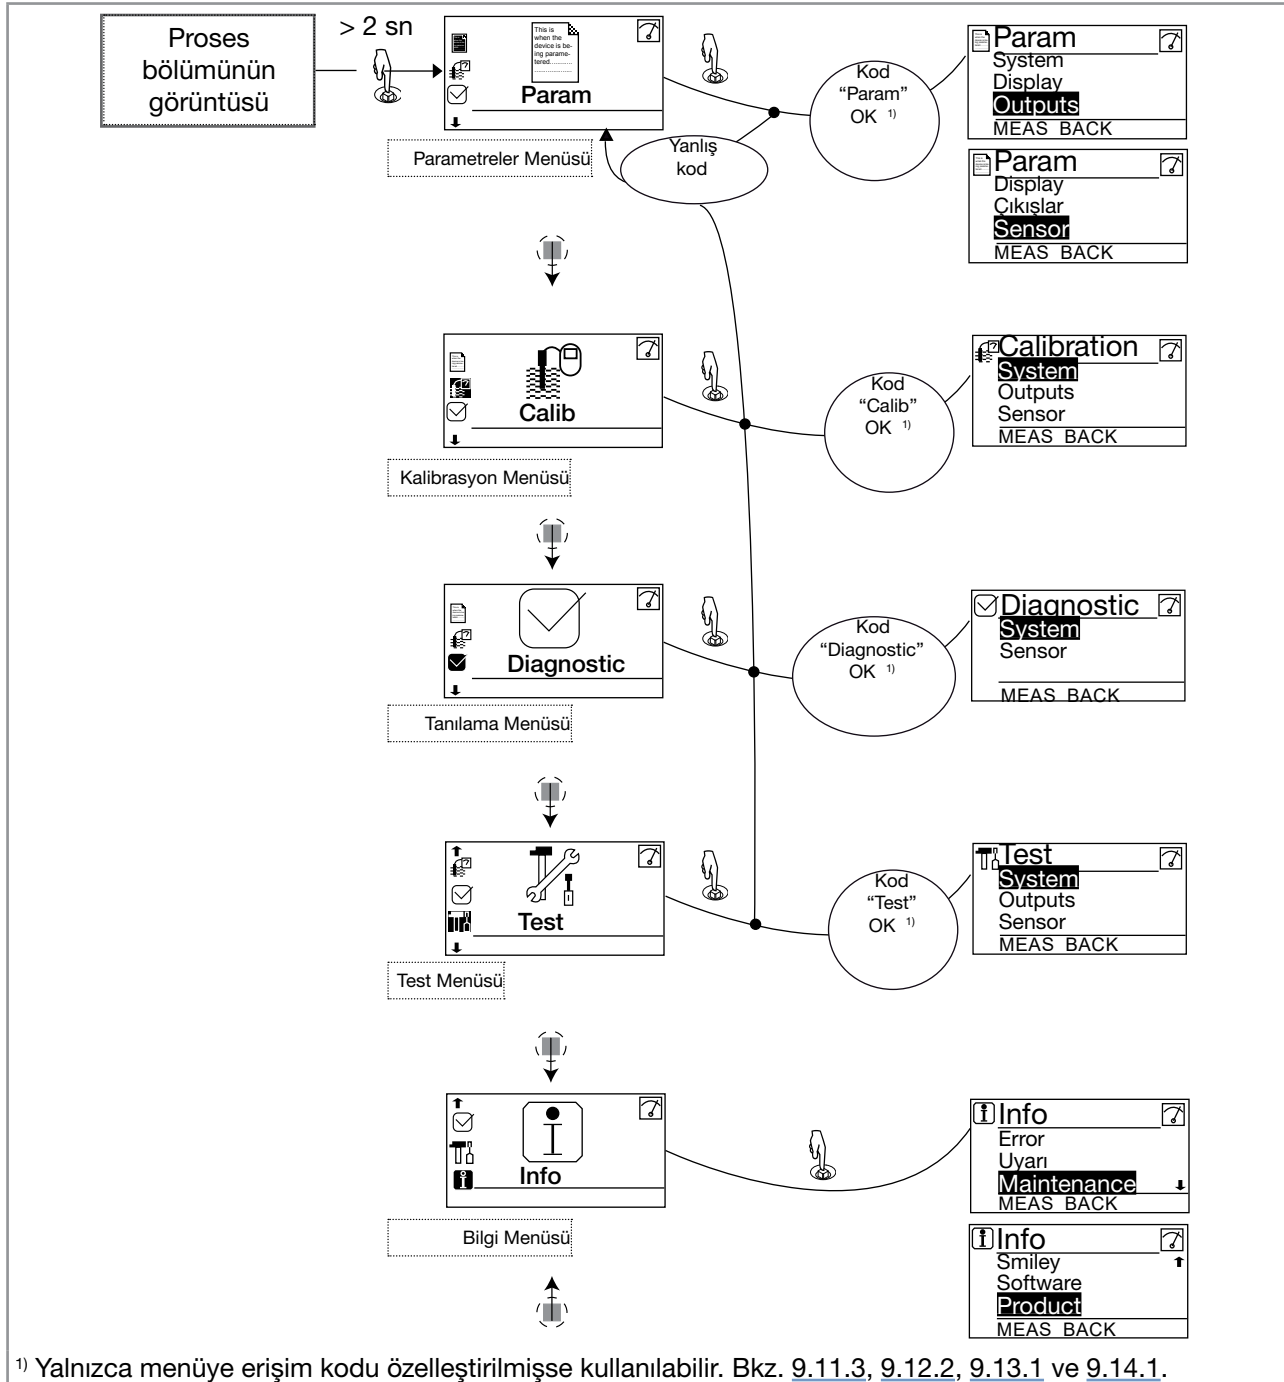 Proses
bölümünün
görüntüsü
> 2 sn
This is
when the
device is be-
ing parame-
tered...........
Param
Parametreler Menüsü
Yanlış
kod
Kod
“Param”
OK 1)
Param
System
Display
Outputs
MEAS BACK
Param
Display
Çıkışlar
Sensor
MEAS BACK
Calib
Kalibrasyon Menüsü
Kod
“Calib”
OK 1)
Calibration
System
Outputs
Sensor
MEAS BACK
Diagnostic
Tanılama Menüsü
Kod
“Diagnostic”
OK 1)
Diagnostic
System
Sensor
MEAS BACK
Test
Test Menüsü
Kod
“Test”
OK 1)
Test
System
Outputs
Sensor
MEAS BACK
Info
Bilgi Menüsü
Info
Error
Uyarı
Maintenance
MEAS BACK
Info
Smiley
Software
Product
MEAS BACK
1) Yalnızca menüye erişim kodu özelleştirilmişse kullanılabilir. Bkz. 9.11.3, 9.12.2, 9.13.1 ve 9.14.1.